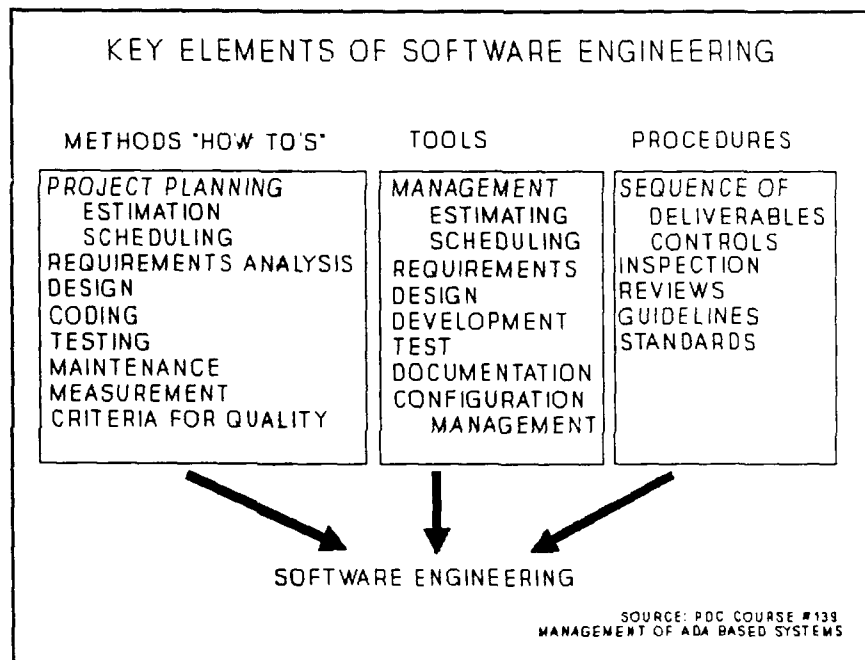 KEY ELEMENTS OF SOFTWARE ENGINEERING
METHODS "HOW TO'S"
PROJECT PLANNING
ESTIMATION
SCHEDULING
REQUIREMENTS ANALYSIS
DESIGN
CODING
TESTING
MAINTENANCE
MEASUREMENT
CRITERIA FOR QUALITY
TOOLS
MANAGEMENT
ESTIMATING
SCHEDULING
REQUIREMENTS
DESIGN
DEVELOPMENT
TEST
DOCUMENTATION
CONFIGURATION
MANAGEMENT
PROCEDURES
SEQUENCE OF
DELIVERABLES
CONTROLS
INSPECTION
REVIEWS
GUIDELINES
STANDARDS
SOFTWARE ENGINEERING
SOURCE: PDC COURSE #139
MANAGEMENT OF ADA BASED SYSTEMS